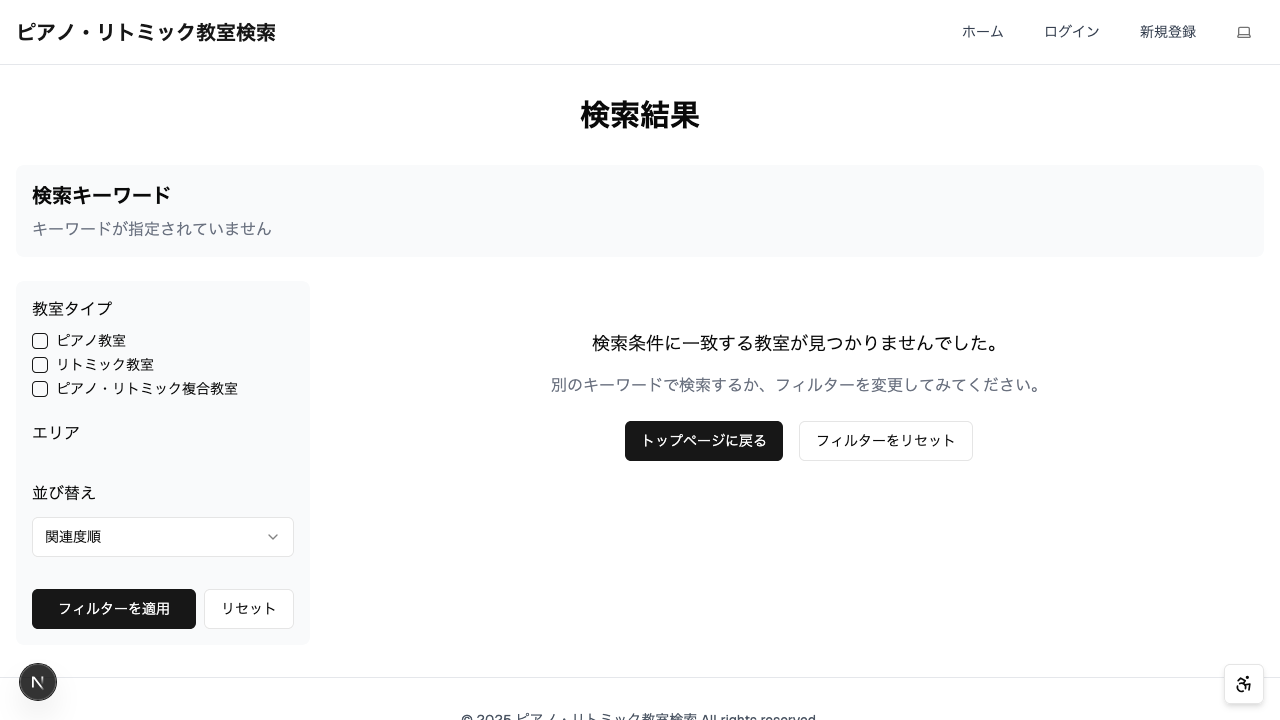 ピアノ・リトミック教室検索
ホーム
ログイン
新規登録
検索結果
検索キーワード
キーワードが指定されていません
教室タイプ
ピアノ教室
リトミック教室
ピアノ・リトミック複合教室
エリア
並び替え
関連度順
フィルターを適用
リセット
検索条件に一致する教室が見つかりませんでした。
別のキーワードで検索するか、フィルターを変更してみてください。
トップページに戻る
フィルターをリセット
N
© 2025 ピアノ・リトミック教室検索 All rights reserved.